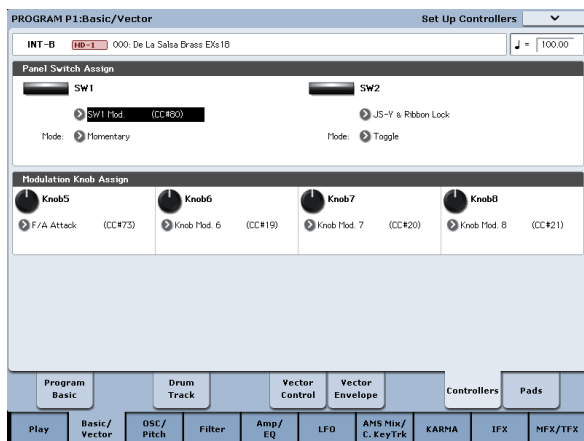 PROGRAM P1:Basic/Vector Set Up Controllers
INT-B HD-1 000: De La Salsa Brass EXs18 ♩ = 100.00
Panel Switch Assign
SW1 SW2
SW1 Mod. (CC#80) JS-Y & Ribbon Lock
Mode: Momentary Mode: Toggle
Modulation Knob Assign
Knob5 Knob6 Knob7 Knob8
F/A Attack (CC#73) Knob Mod. 6 (CC#19) Knob Mod. 7 (CC#20) Knob Mod. 8 (CC#21)
Program Basic Drum Track Vector Control Vector Envelope Controllers Pads
Play Basic/Vector OSC/Pitch Filter Amp/EQ LFO AMS Mix/C. KeyTrk KARMA IFX MFX/TFX